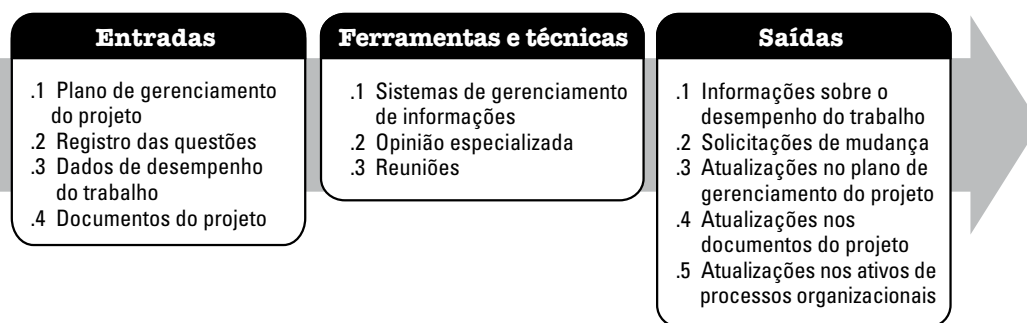 Entradas
.1 Plano de gerenciamento
do projeto
.2 Registro das questões
.3 Dados de desempenho
do trabalho
.4 Documentos do projeto
Ferramentas e técnicas
.1 Sistemas de gerenciamento
de informações
.2 Opinião especializada
.3 Reuniões
Saídas
.1 Informações sobre o
desempenho do trabalho
.2 Solicitações de mudança
.3 Atualizações no plano de
gerenciamento do projeto
.4 Atualizações nos
documentos do projeto
.5 Atualizações nos ativos de
processos organizacionais